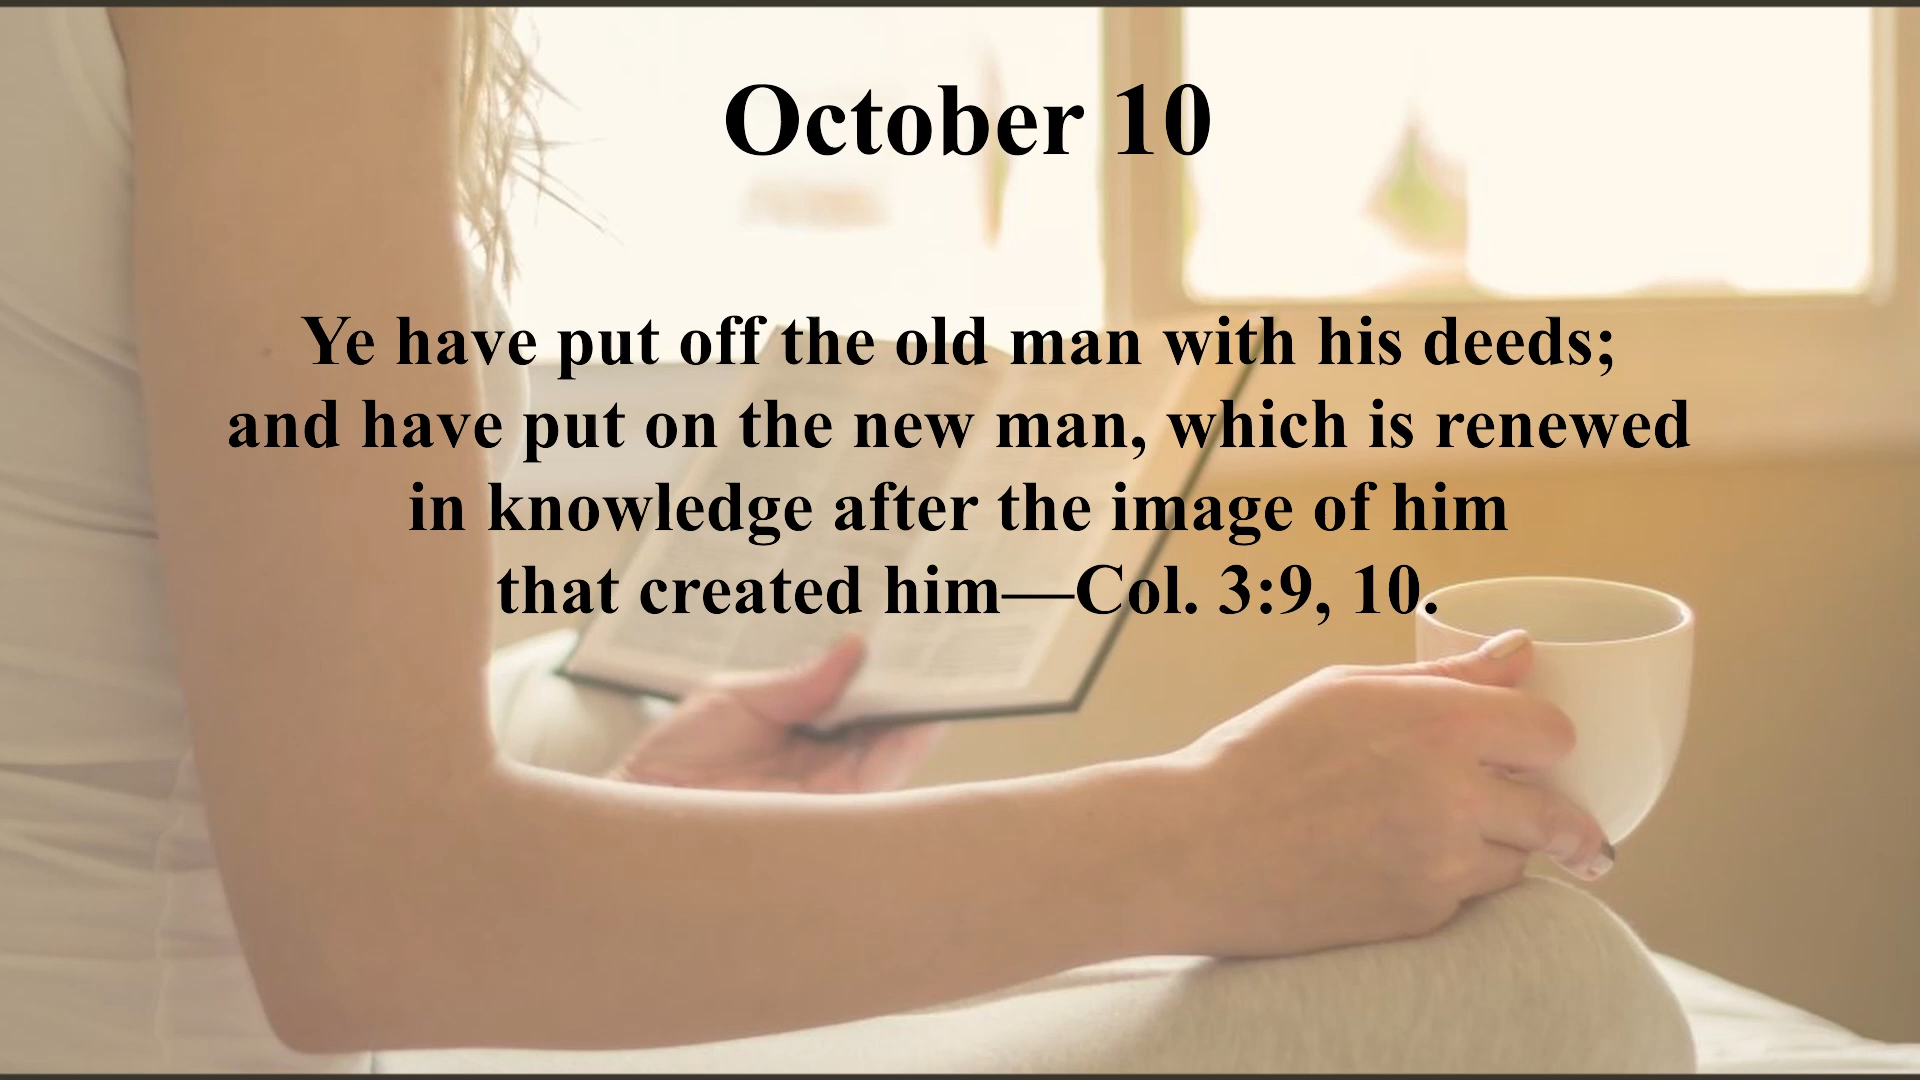 October 10
Ye have put off the old man with his deeds;
and have put on the new man, which is renewed
in knowledge after the image of him
that created him—Col. 3:9, 10.